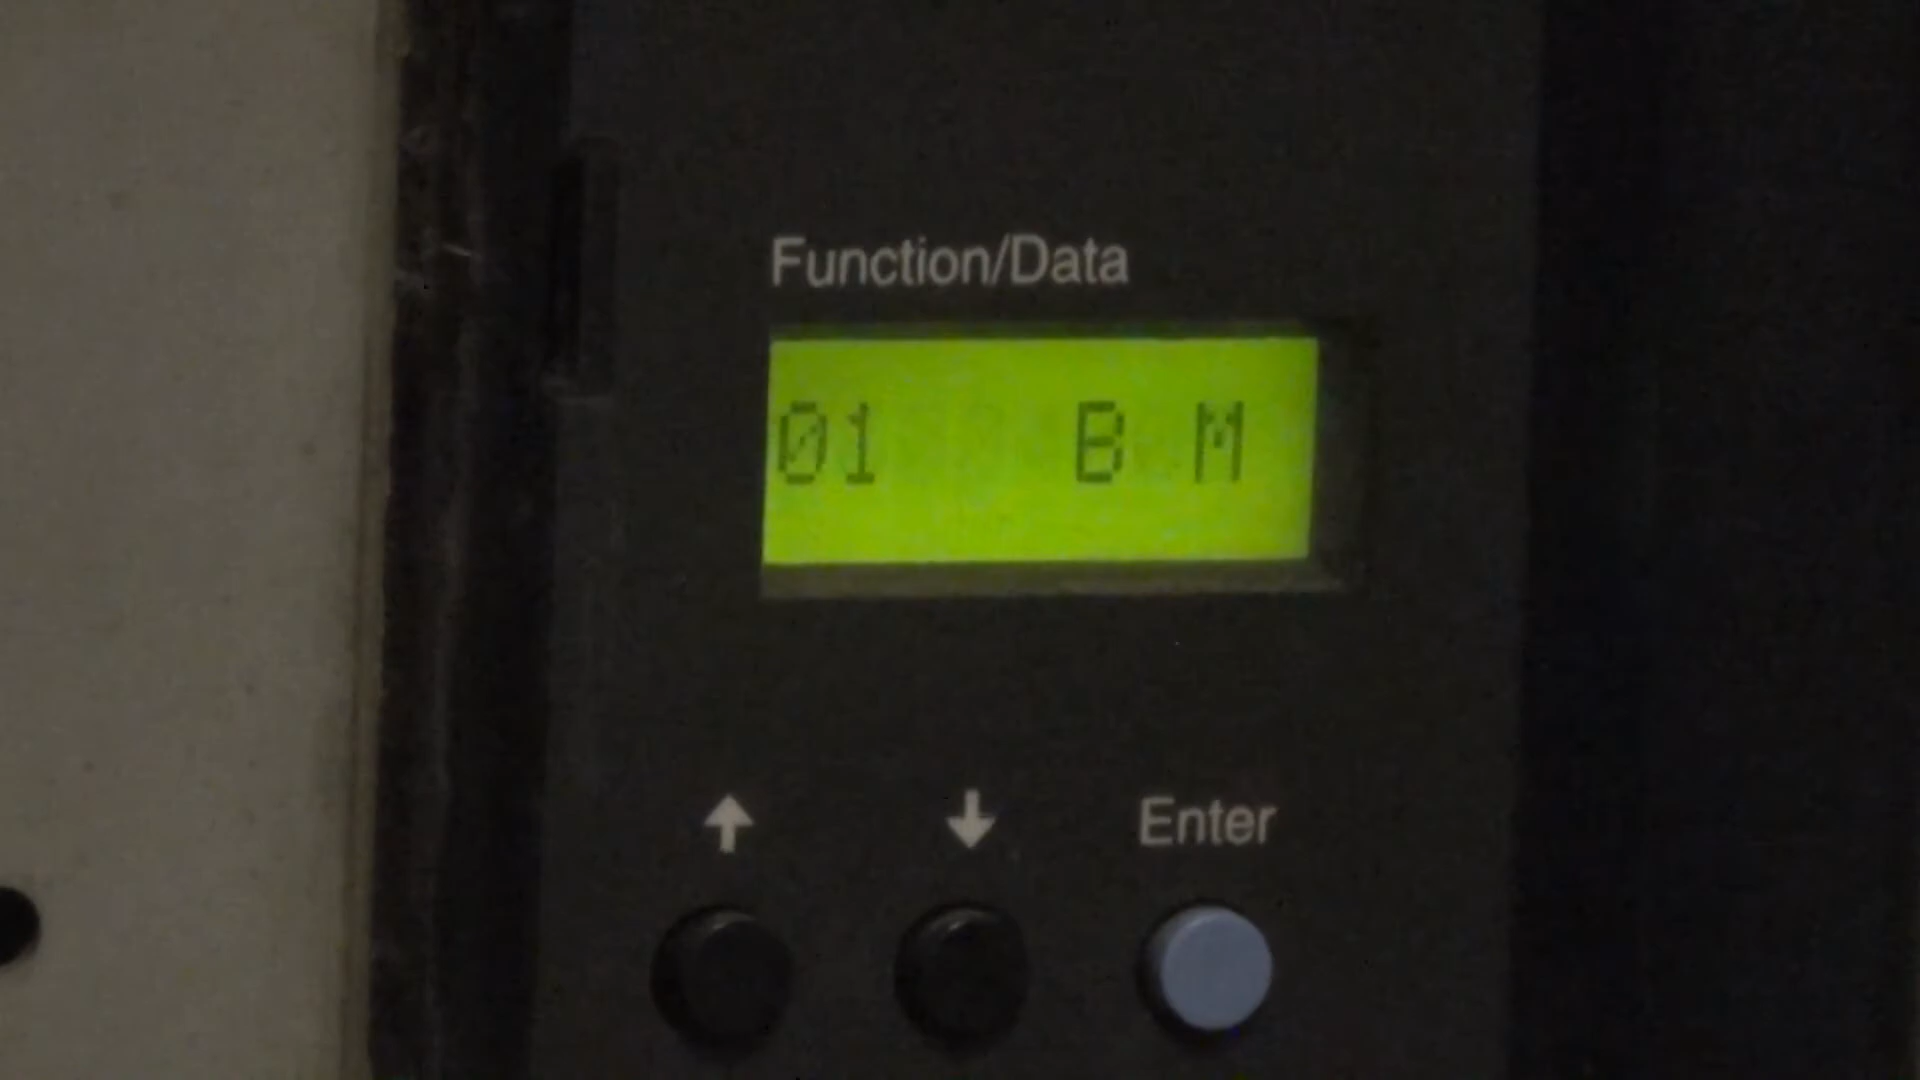 Function/Data
01 B M
↑ ↓ Enter